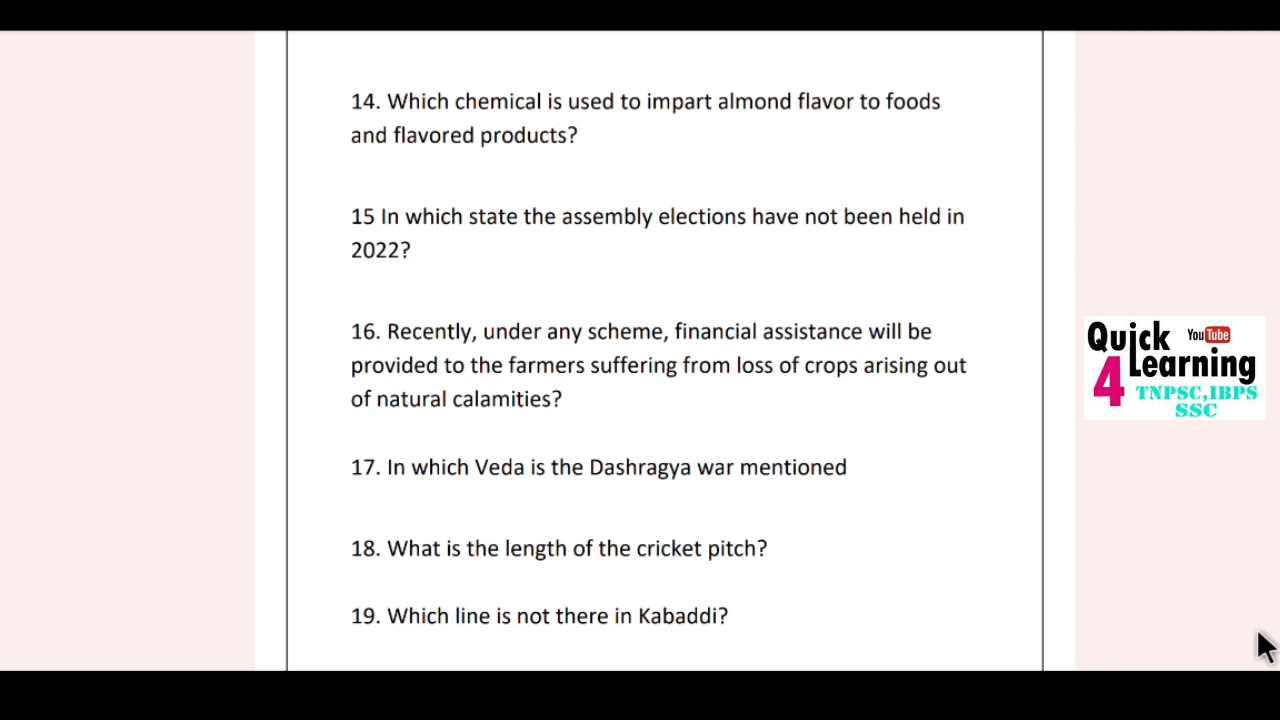 14. Which chemical is used to impart almond flavor to foods
and flavored products?
15 In which state the assembly elections have not been held in
2022?
16. Recently, under any scheme, financial assistance will be
provided to the farmers suffering from loss of crops arising out
of natural calamities?
17. In which Veda is the Dashragya war mentioned
18. What is the length of the cricket pitch?
19. Which line is not there in Kabaddi?
Quick YouTube
4 Learning
TNPSC,IBPS
SSC